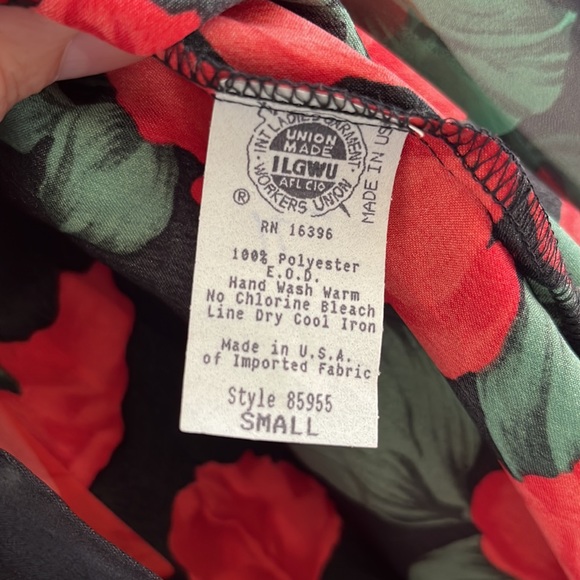 INT LADIES GARMENT
WORKERS UNION
UNION
MADE
ILGWU
AFL CIO
®
MADE IN US
RN 16396
100% Polyester
E.O.D.
Hand Wash Warm
No Chlorine Bleach
Line Dry Cool Iron
Made in U.S.A.
of Imported Fabric
Style 85955
SMALL